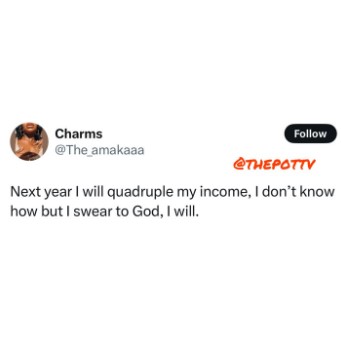 Charms
Follow
@The_amakaaa
@THEPOTTV
Next year I will quadruple my income, I don’t know
how but I swear to God, I will.